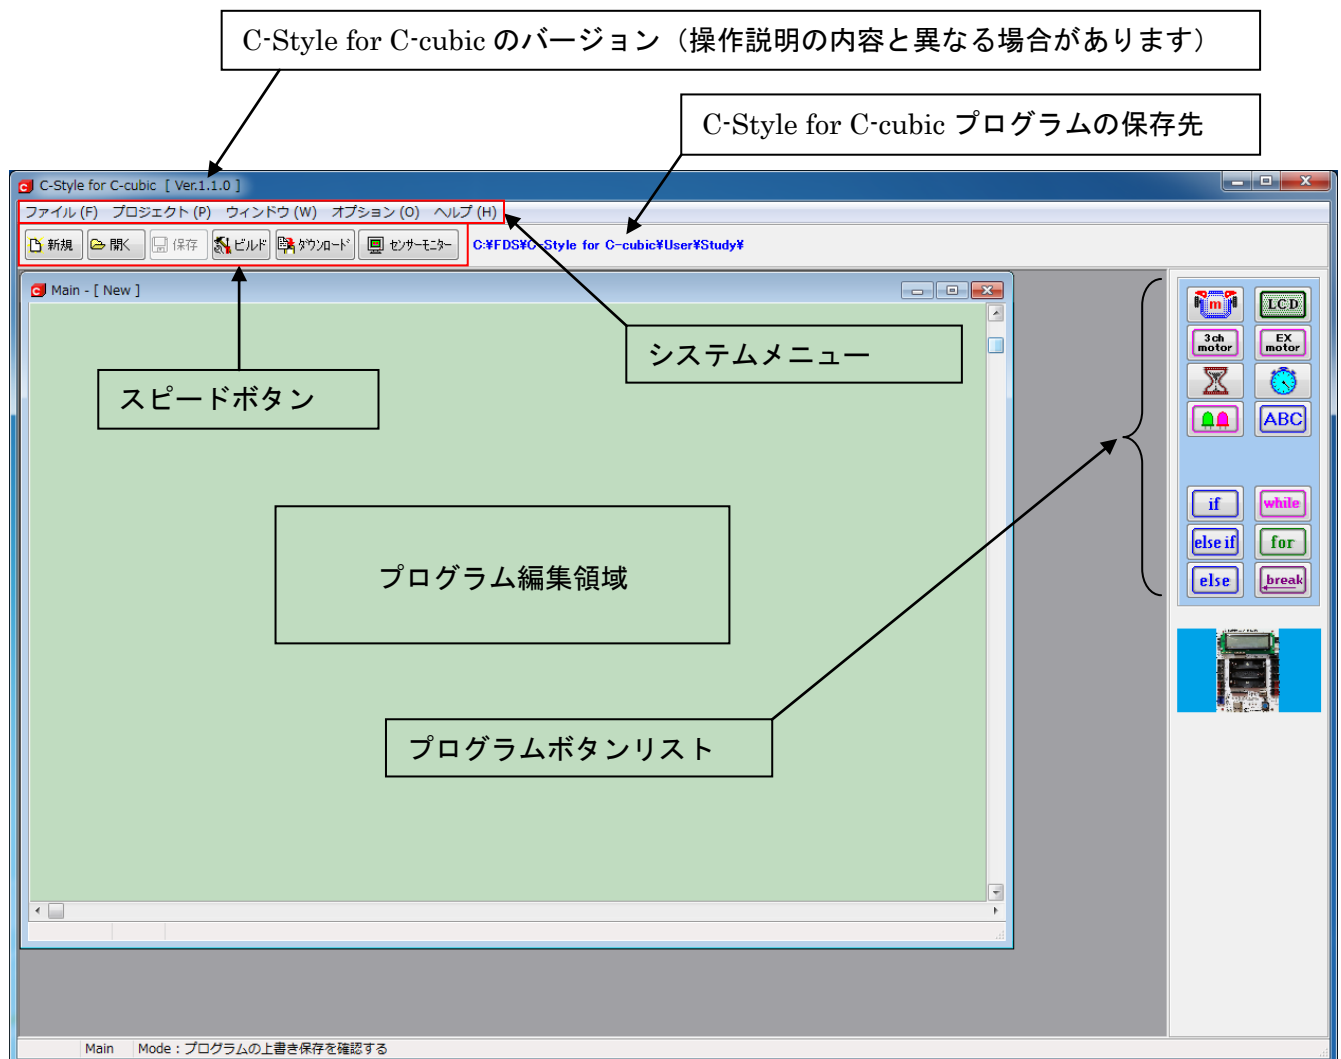 C-Style for C-cubic のバージョン（操作説明の内容と異なる場合があります）
C-Style for C-cubic プログラムの保存先
C-Style for C-cubic [ Ver.1.1.0 ]
ファイル (F) プロジェクト (P) ウィンドウ (W) オプション (O) ヘルプ (H)
新規 開く 保存 ビルド ダウンロード センサーモニター C:¥FDS¥C-Style for C-cubic¥User¥Study¥
Main - [ New ]
システムメニュー
スピードボタン
プログラム編集領域
プログラムボタンリスト
m LCD
3ch motor EX motor
ABC
if while
else if for
else break
Main Mode : プログラムの上書き保存を確認する